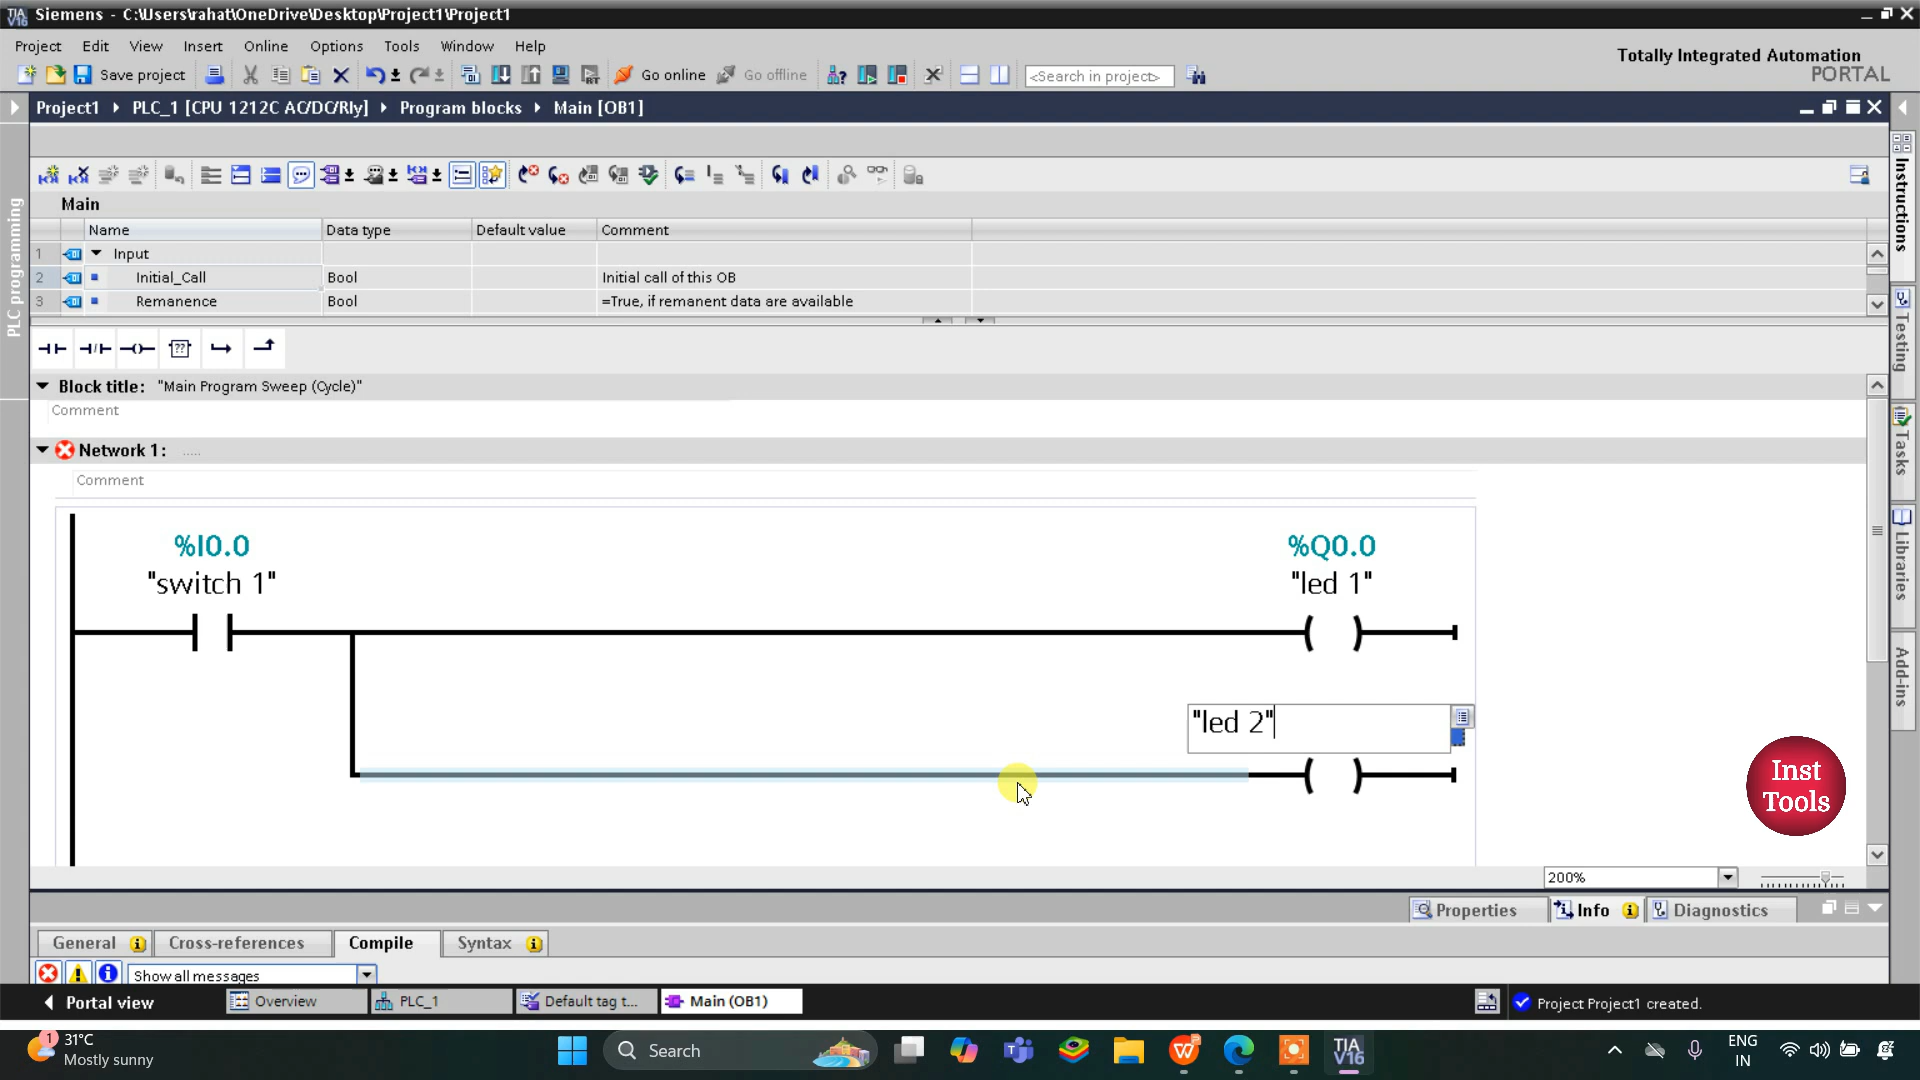 TIA V16 Siemens - C:\Users\rahat\OneDrive\Desktop\Project1\Project1
Project Edit View Insert Online Options Tools Window Help
Totally Integrated Automation
PORTAL
Save project Go online Go offline <Search in project>
Project1 PLC_1 [CPU 1212C AC/DC/Rly] Program blocks Main [OB1]
PLC programming
Instructions
Testing
Tasks
Libraries
Add-ins
Main
Name Data type Default value Comment
1 Input
2 Initial_Call Bool Initial call of this OB
3 Remanence Bool =True, if remanent data are available
??
Block title: "Main Program Sweep (Cycle)"
Comment
Network 1: .....
Comment
%I0.0
"switch 1"
%Q0.0
"led 1"
"led 2"
Inst
Tools
200%
Properties Info Diagnostics
General Cross-references Compile Syntax
Show all messages
Portal view Overview PLC_1 Default tag t... Main (OB1) Project Project1 created.
1 31°C
Mostly sunny
Search
TIA
V16
ENG
IN